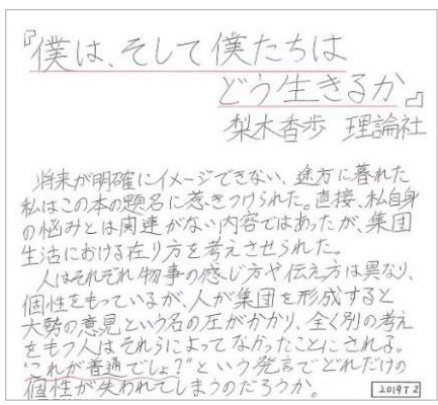 『僕は、そして僕たちは
どう生きるか』
梨木香歩 理論社
将来が明確にイメージできない、途方に暮れた
私はこの本の題名に惹きつけられた。直接、私自身
の悩みとは関連がない内容ではあったが、集団
生活における在り方を考えさせられた。
人はそれぞれ物事の感じ方や伝え方は異なり、
個性をもっているが、人が集団を形成すると
大勢の意見という名の圧がかかり、全く別の考え
をもつ人はそれらによってなかったことにされる。
"これが普通でしょ?"という発言でどれだけの
個性が失われてしまうのだろうか。
2019T2